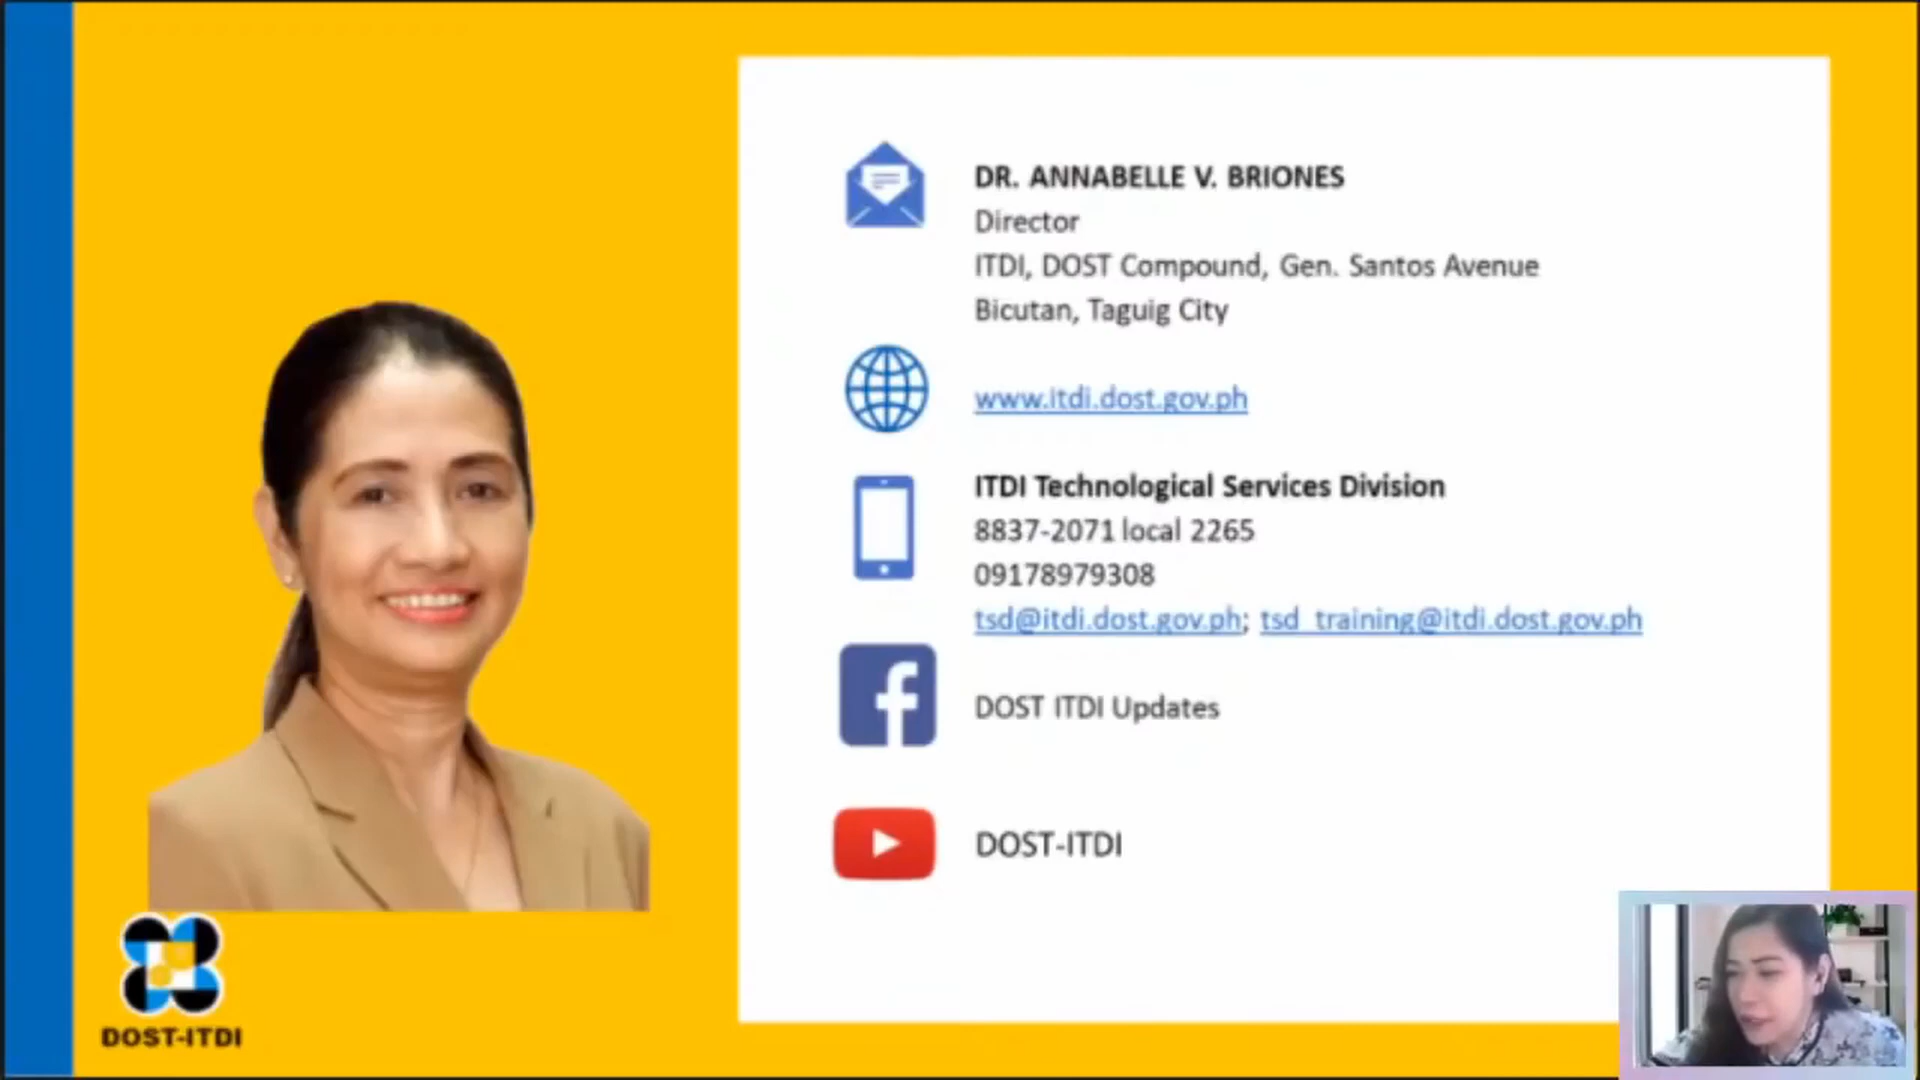 DR. ANNABELLE V. BRIONES
Director
ITDI, DOST Compound, Gen. Santos Avenue
Bicutan, Taguig City
www.itdi.dost.gov.ph
ITDI Technological Services Division
8837-2071 local 2265
09178979308
tsd@itdi.dost.gov.ph; tsd_training@itdi.dost.gov.ph
DOST ITDI Updates
DOST-ITDI
DOST-ITDI